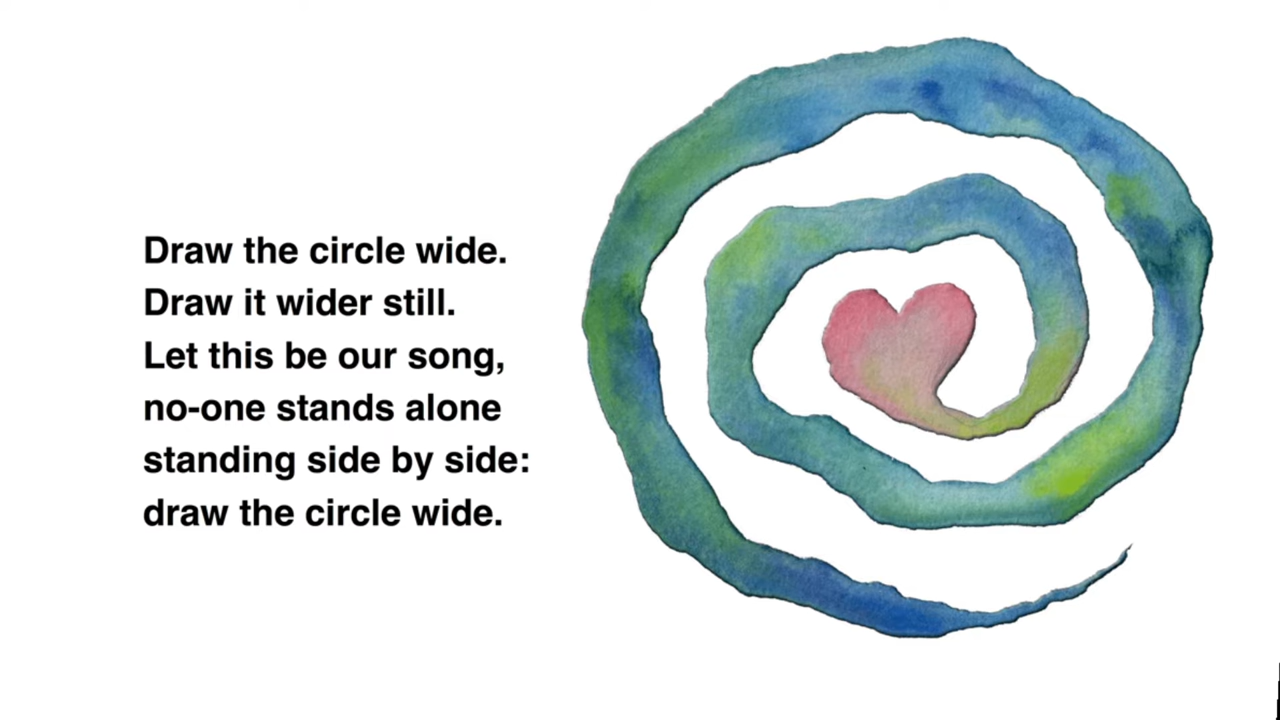 Draw the circle wide.
Draw it wider still.
Let this be our song,
no-one stands alone
standing side by side:
draw the circle wide.